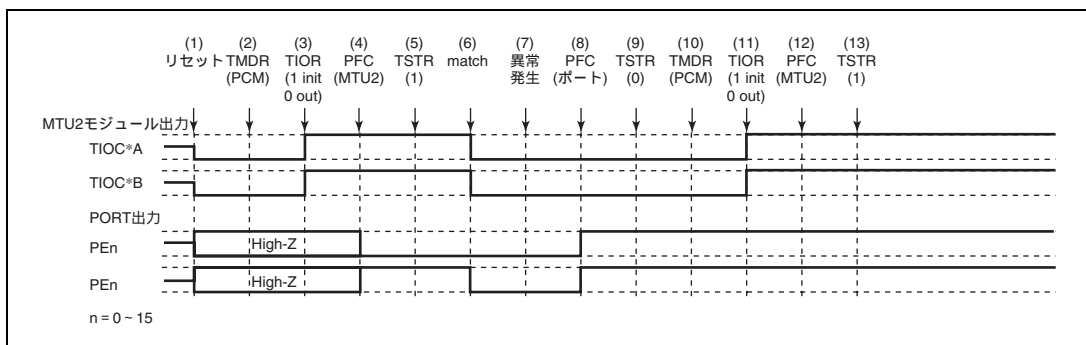 (1) (2) (3) (4) (5) (6) (7) (8) (9) (10) (11) (12) (13)
リセット TMDR TIOR PFC TSTR match 異常 PFC TSTR TMDR TIOR PFC TSTR
(PCM) (1 init (MTU2) (1) 発生 (ポート) (0) (PCM) (1 init (MTU2) (1)
0 out) 0 out)
MTU2モジュール出力
TIOC*A
TIOC*B
PORT出力
PEn High-Z
PEn High-Z
n = 0 ~ 15